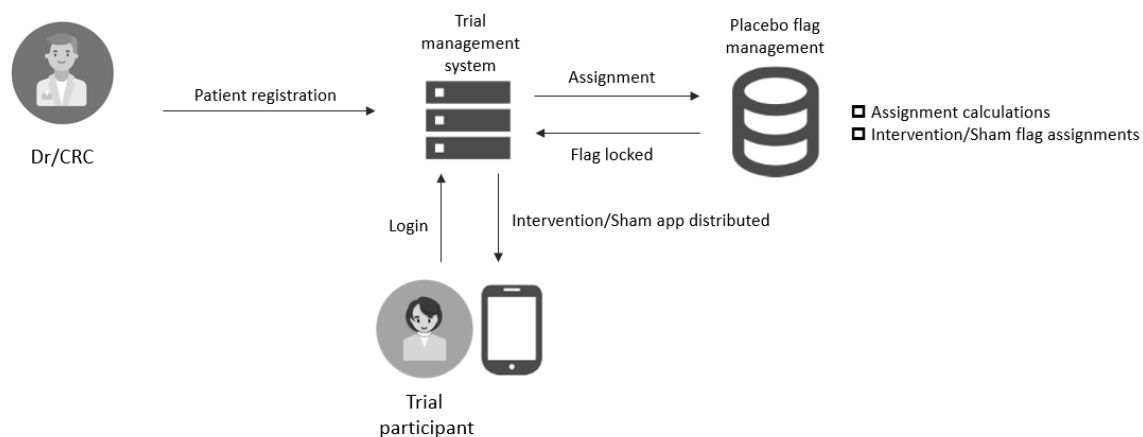 Trial
management
system
Placebo flag
management
Patient registration
Assignment
Flag locked
Assignment calculations
Intervention/Sham flag assignments
Dr/CRC
Login
Intervention/Sham app distributed
Trial
participant